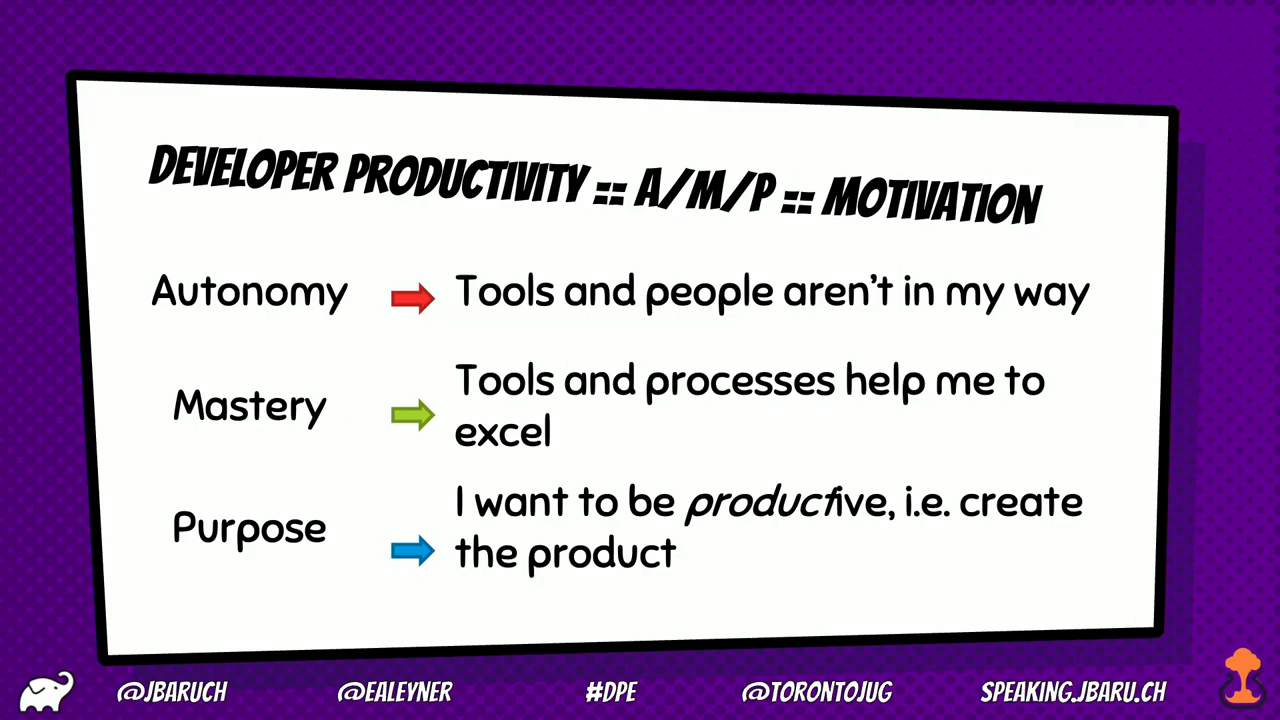 DEVELOPER PRODUCTIVITY == A/M/P == MOTIVATION
Autonomy
Tools and people aren't in my way
Mastery
Tools and processes help me to
excel
Purpose
I want to be productive, i.e. create
the product
@JBARUCH
@EALEYNER
#DPE
@TORONTOJUG
SPEAKING.JBARU.CH